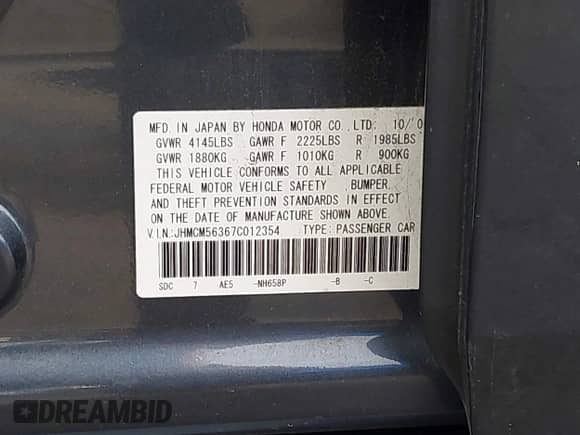 MFD. IN JAPAN BY HONDA MOTOR CO., LTD. 10/0
GVWR 4145LBS GAWR F 2225LBS R 1985LBS
GVWR 1880KG GAWR F 1010KG R 900KG
THIS VEHICLE CONFORMS TO ALL APPLICABLE
FEDERAL MOTOR VEHICLE SAFETY, BUMPER,
AND THEFT PREVENTION STANDARDS IN EFFECT
ON THE DATE OF MANUFACTURE SHOWN ABOVE.
V.I.N.: JHMCM56367C012354 TYPE: PASSENGER CAR
SDC 7 AE5 -NH658P -B -C
DREAMBID